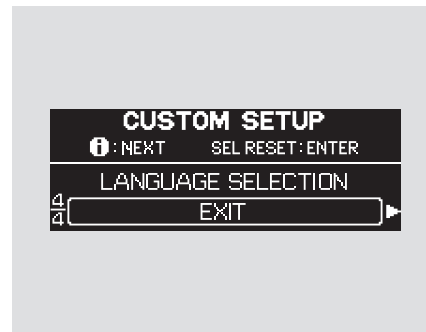 CUSTOM SETUP
i : NEXT SEL RESET : ENTER
LANGUAGE SELECTION
4/4 EXIT